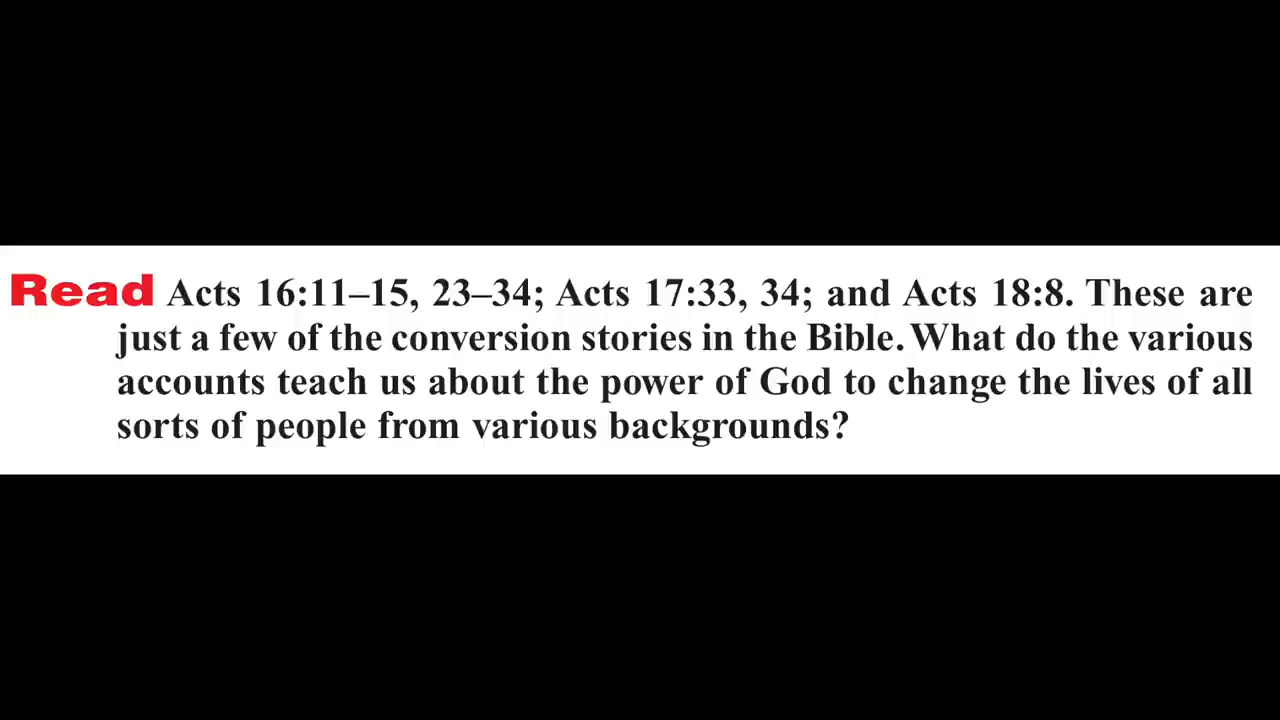 Read Acts 16:11–15, 23–34; Acts 17:33, 34; and Acts 18:8. These are
just a few of the conversion stories in the Bible. What do the various
accounts teach us about the power of God to change the lives of all
sorts of people from various backgrounds?